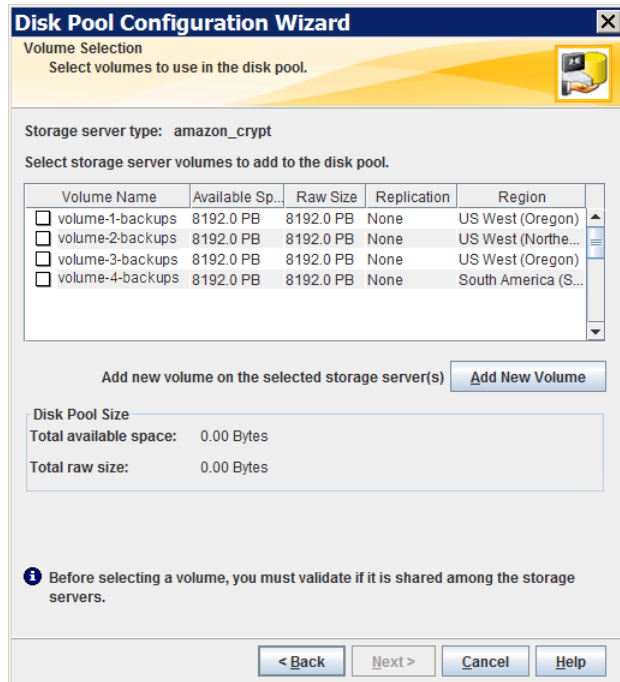 Disk Pool Configuration Wizard
Volume Selection
Select volumes to use in the disk pool.
Storage server type: amazon_crypt
Select storage server volumes to add to the disk pool.
Volume Name Available Sp... Raw Size Replication Region
volume-1-backups 8192.0 PB 8192.0 PB None US West (Oregon)
volume-2-backups 8192.0 PB 8192.0 PB None US West (Northe...
volume-3-backups 8192.0 PB 8192.0 PB None US West (Oregon)
volume-4-backups 8192.0 PB 8192.0 PB None South America (S...
Add new volume on the selected storage server(s) Add New Volume
Disk Pool Size
Total available space: 0.00 Bytes
Total raw size: 0.00 Bytes
Before selecting a volume, you must validate if it is shared among the storage
servers.
< Back Next > Cancel Help